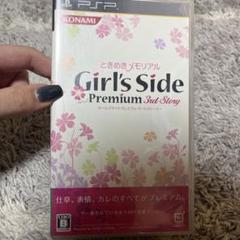 PSP
KONAMI
ときめきメモリアル
Girl's Side
Premium 3rd Story
仕草、表情、カレのすべてがプレミアム。
B